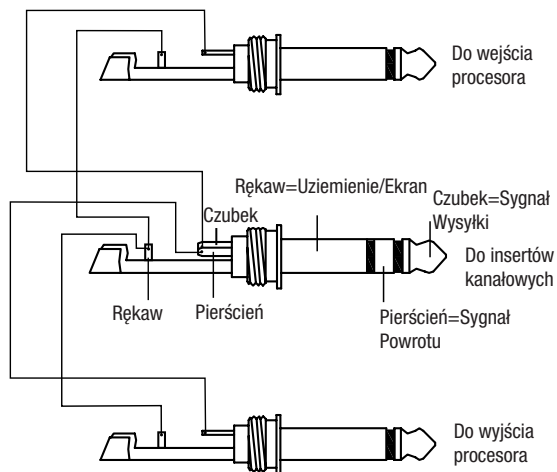 Do wejścia
procesora
Rękaw=Uziemienie/Ekran
Czubek
Czubek=Sygnał
Wysyłki
Do insertów
kanałowych
Rękaw
Pierścień
Pierścień=Sygnał
Powrotu
Do wyjścia
procesora